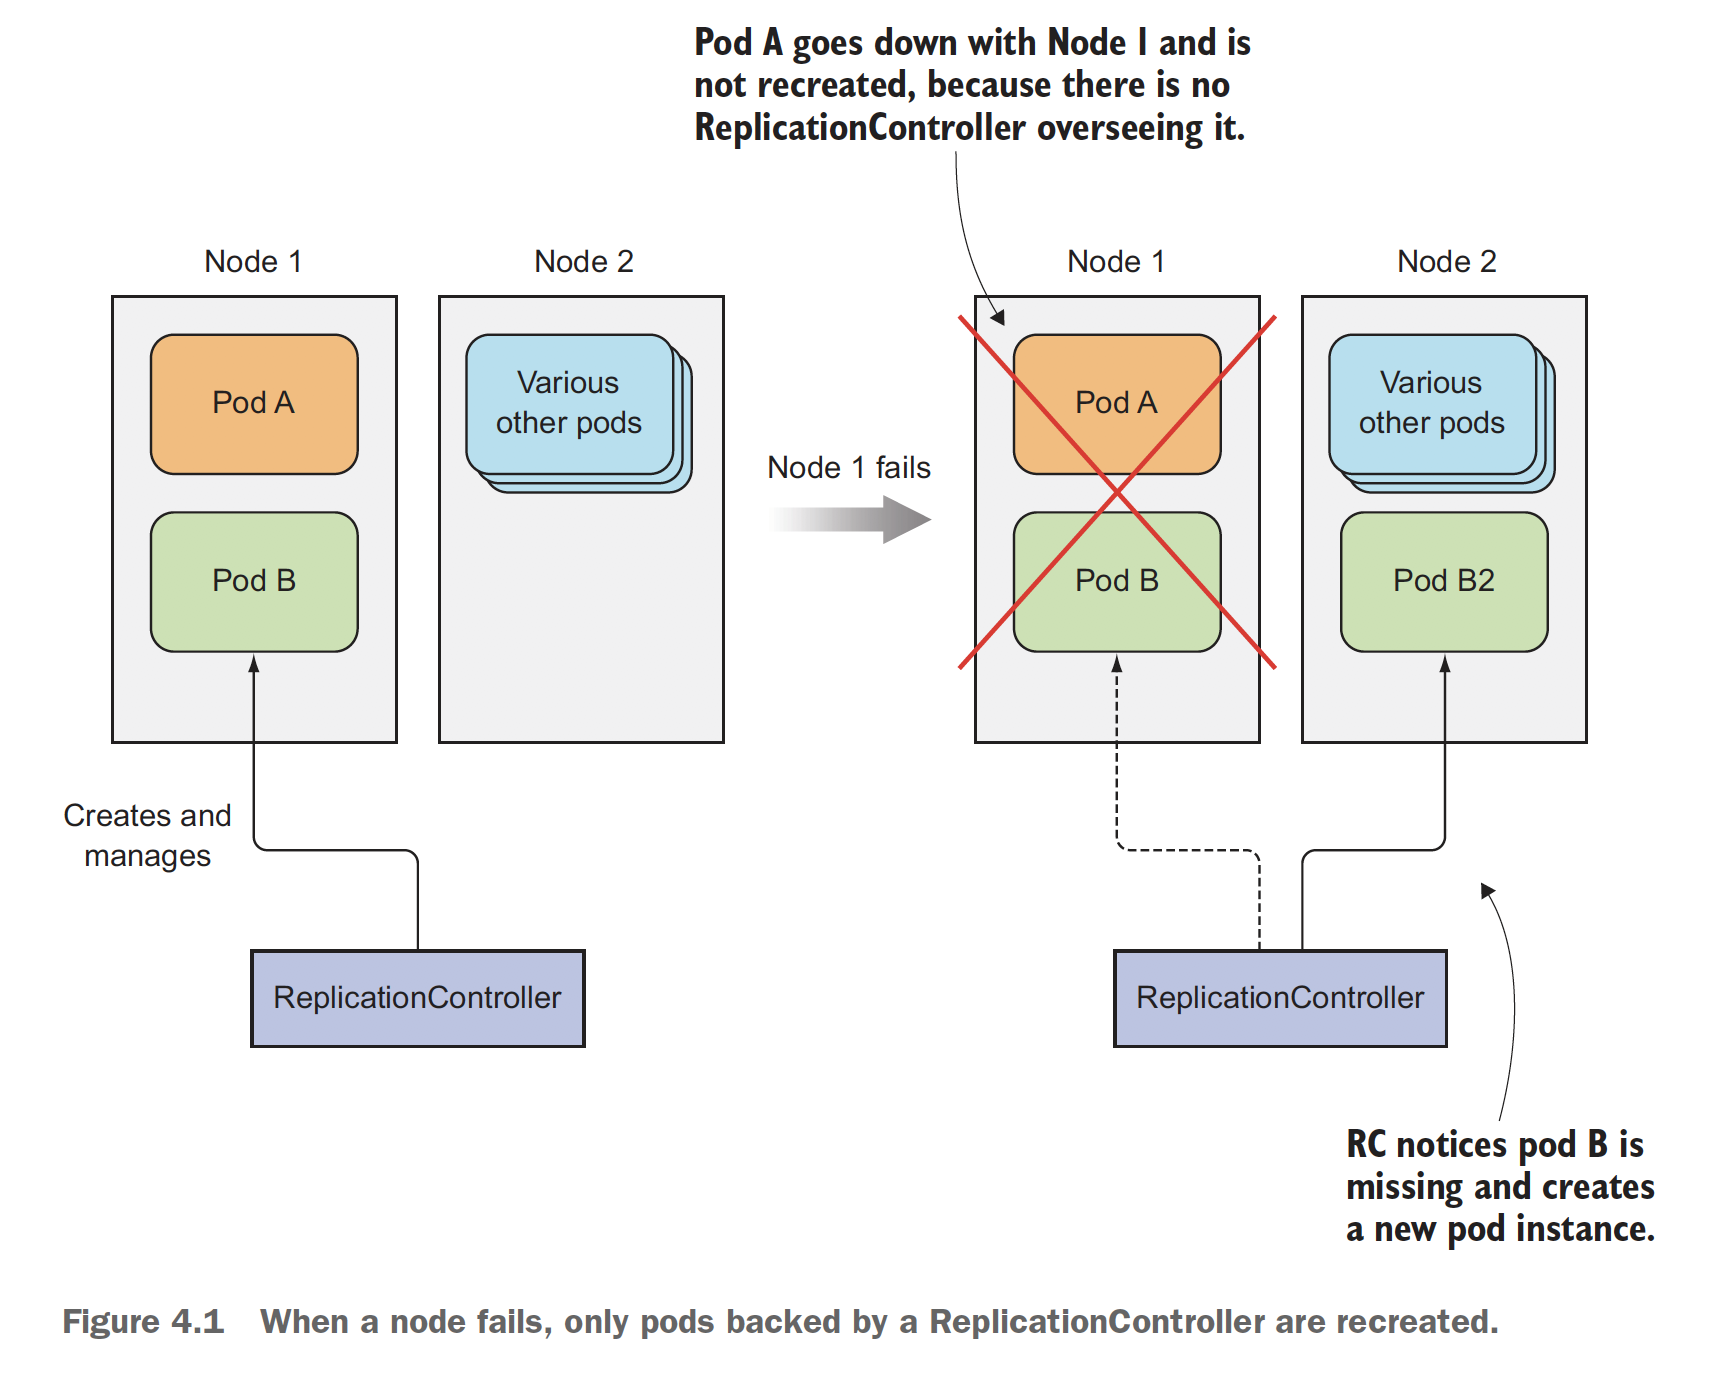 Pod A goes down with Node 1 and is
not recreated, because there is no
ReplicationController overseeing it.
Node 1
Node 2
Pod A
Various
other pods
Pod B
Creates and
manages
ReplicationController
Node 1 fails
Node 1
Node 2
Pod A
Various
other pods
Pod B
Pod B2
ReplicationController
RC notices pod B is
missing and creates
a new pod instance.
Figure 4.1 When a node fails, only pods backed by a ReplicationController are recreated.